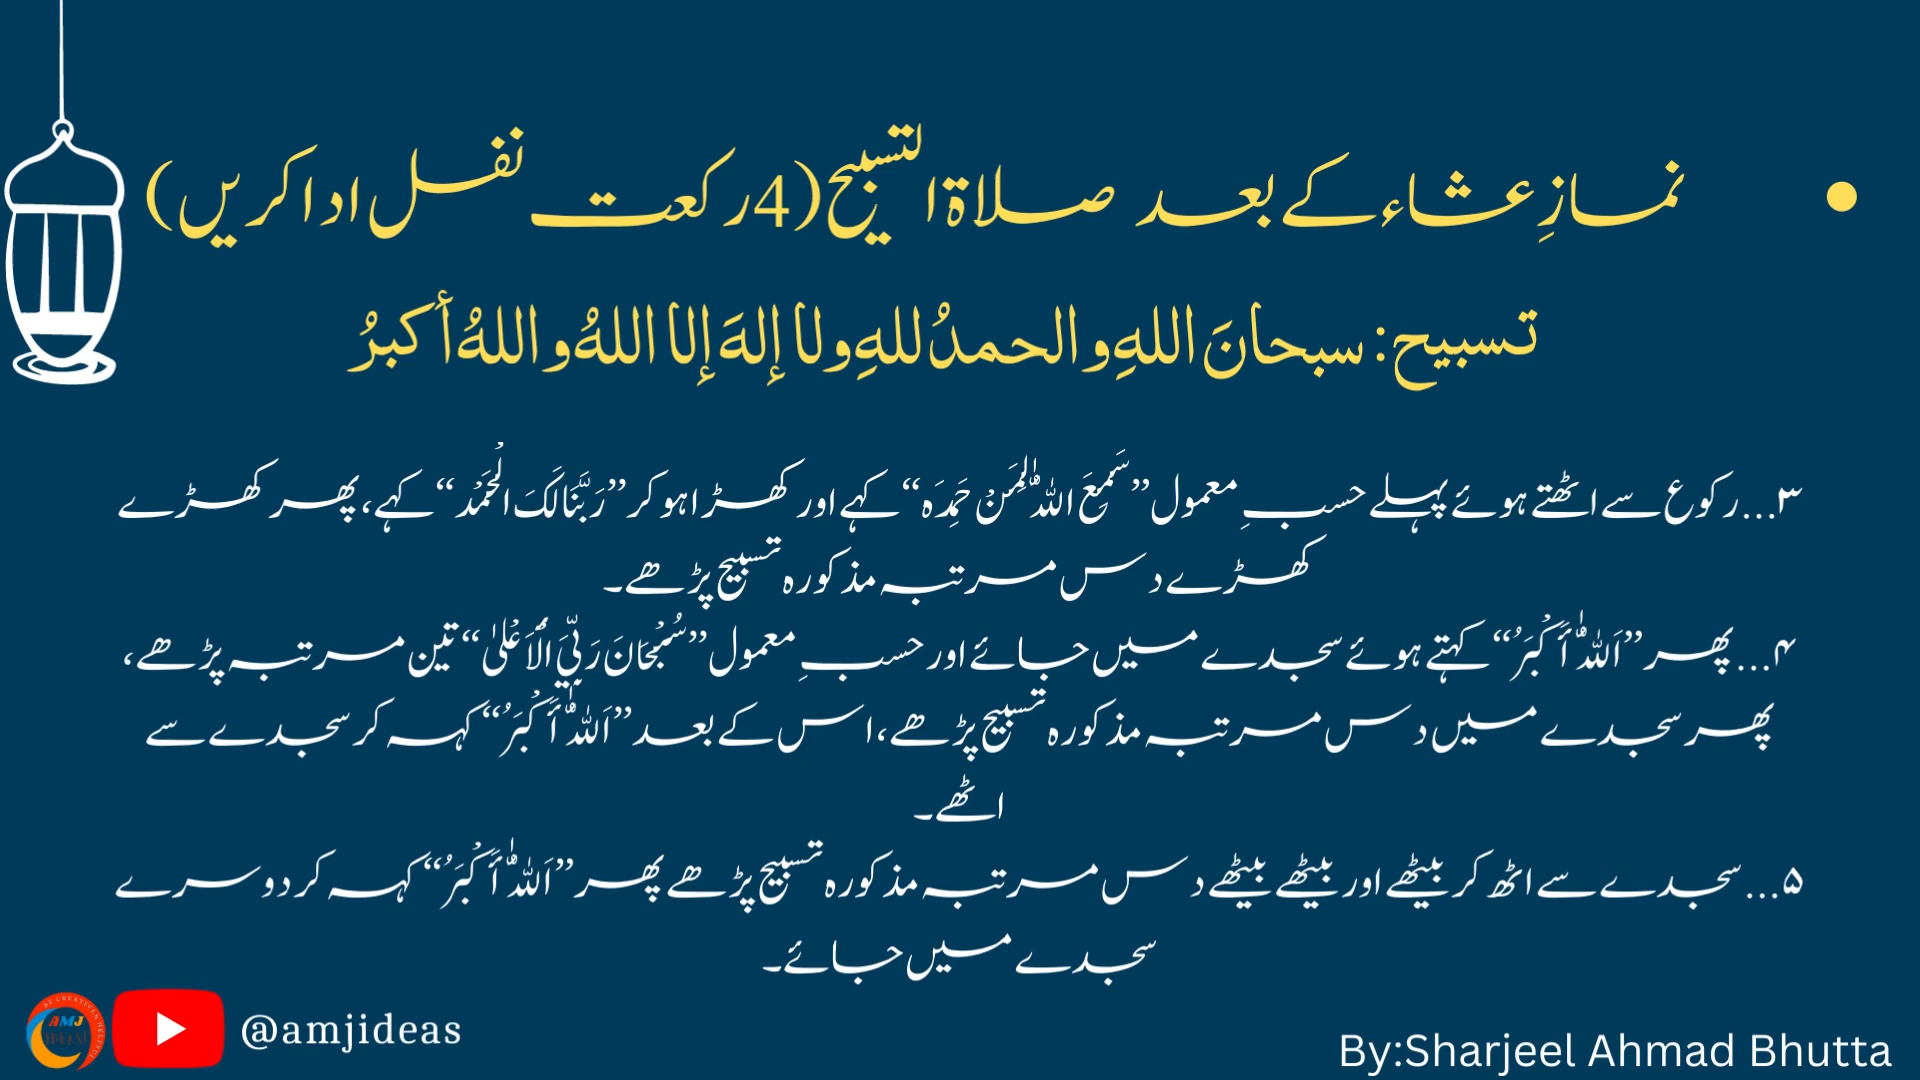 • نمازِ عشاء کے بعد صلاۃ التسبیح (4 رکعت نفل ادا کریں)
تسبیح: سبحانَ اللهِ والحمدُ للهِ ولا إلهَ إلا اللهُ واللهُ أكبرُ
۳...رکوع سے اٹھتے ہوئے پہلے حسبِ معمول ”سَمِعَ اللّٰہُ لِمَنْ حَمِدَہ“ کہے اور کھڑا ہوکر ”رَبَّنَا لَکَ الْحَمْد“ کہے، پھر کھڑے
کھڑے دس مرتبہ مذکورہ تسبیح پڑھے۔
۴...پھر ”اَللّٰہُ أَکْبَرُ“ کہتے ہوئے سجدے میں جائے اور حسبِ معمول ”سُبْحَانَ رَبِّيَ الْأَعْلیٰ“ تین مرتبہ پڑھے،
پھر سجدے میں دس مرتبہ مذکورہ تسبیح پڑھے، اس کے بعد ”اَللّٰہُ أَکْبَرُ“ کہہ کر سجدے سے
اٹھے۔
۵...سجدے سے اٹھ کر بیٹھے اور بیٹھے بیٹھے دس مرتبہ مذکورہ تسبیح پڑھے پھر ”اَللّٰہُ أَکْبَرُ“ کہہ کر دوسرے
سجدے میں جائے۔
AMJ
@amjideas
By:Sharjeel Ahmad Bhutta